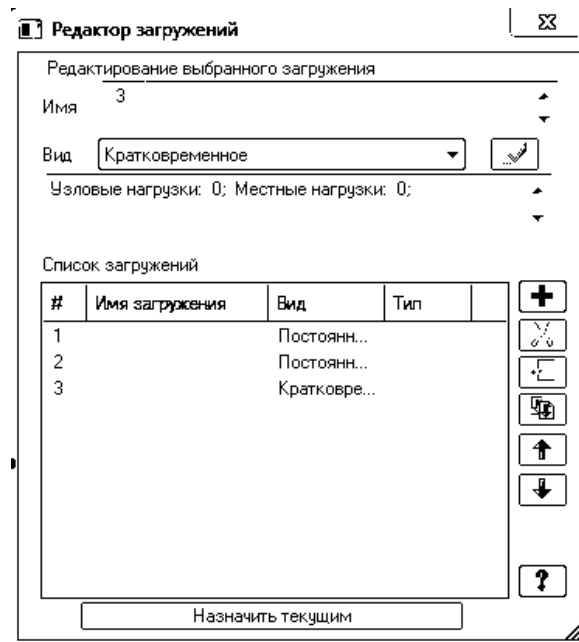 Редактор загружений
Редактирование выбранного загружения
Имя 3
Вид Кратковременное
Узловые нагрузки: 0; Местные нагрузки: 0;
Список загружений
# Имя загружения Вид Тип
1 Постоянн...
2 Постоянн...
3 Кратковре...
Назначить текущим